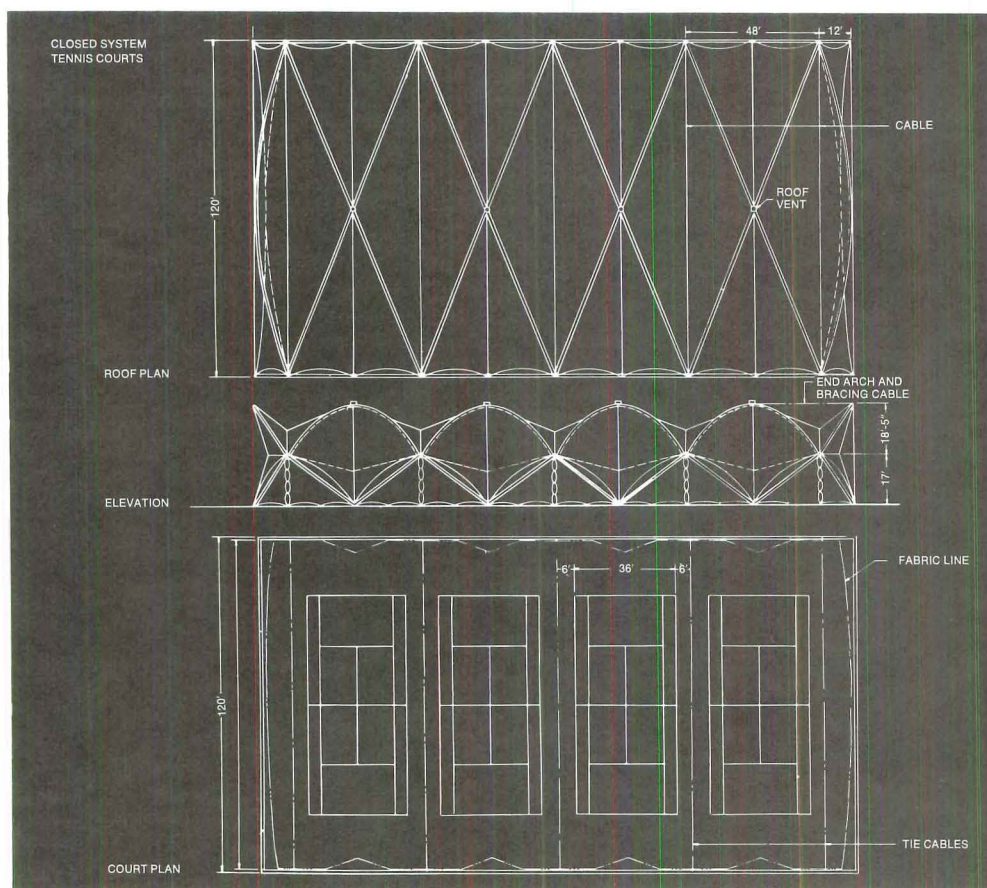 CLOSED SYSTEM
TENNIS COURTS
48'
12'
CABLE
120'
ROOF
VENT
ROOF PLAN
END ARCH AND
BRACING CABLE
18'-5"
17'
ELEVATION
6'
36'
6'
FABRIC LINE
120'
TIE CABLES
COURT PLAN